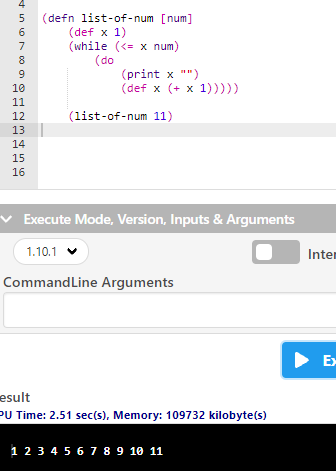 4
5 (defn list-of-num [num]
6 (def x 1)
7 (while (<= x num)
8 (do
9 (print x "")
10 (def x (+ x 1)))))
11
12 (list-of-num 11)
13
14
15
16
Execute Mode, Version, Inputs & Arguments
1.10.1
Inter
CommandLine Arguments
Ex
esult
PU Time: 2.51 sec(s), Memory: 109732 kilobyte(s)
1 2 3 4 5 6 7 8 9 10 11